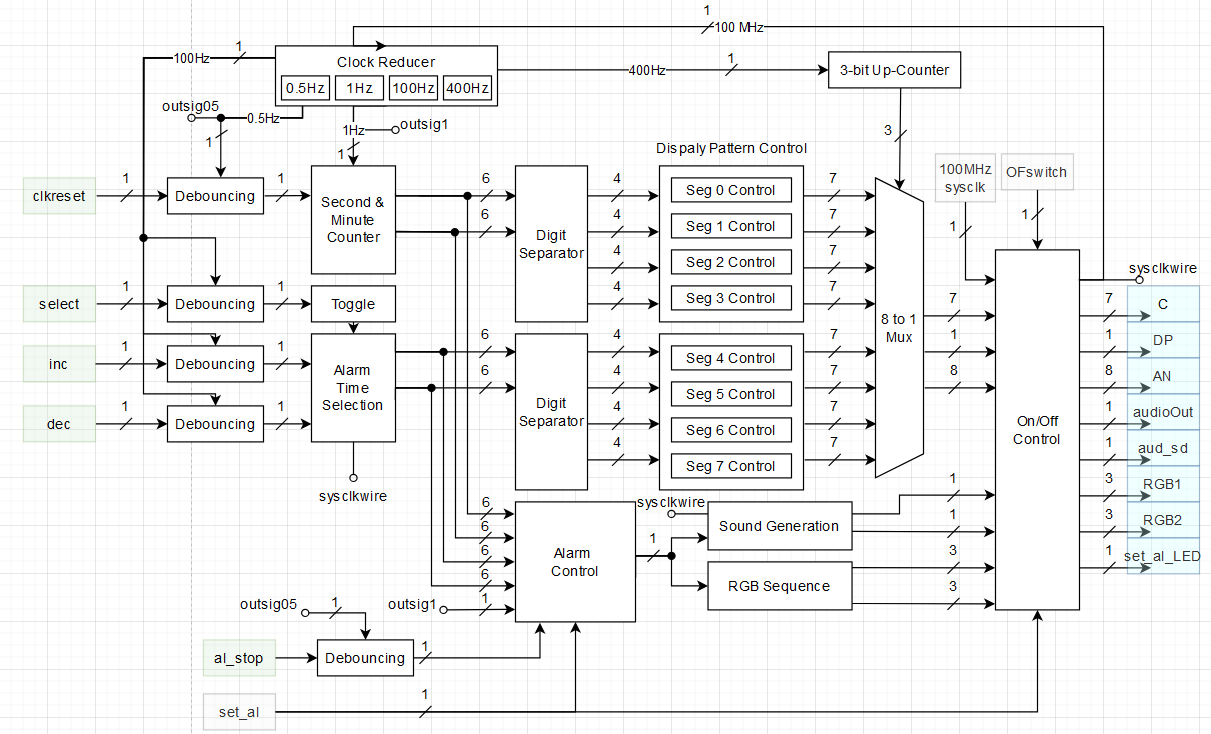 1
100 MHz
100Hz
1
Clock Reducer
0.5Hz
1Hz
100Hz
400Hz
400Hz
1
3-bit Up-Counter
outsig05
0.5Hz
1
1Hz
outsig1
1
3
Dispaly Pattern Control
100MHz
sysclk
OFswitch
1
1
clkreset
1
Debouncing
1
Second &
Minute
Counter
6
6
Digit
Separator
4
4
4
4
Seg 0 Control
Seg 1 Control
Seg 2 Control
Seg 3 Control
7
7
7
7
select
1
Debouncing
1
Toggle
inc
1
Debouncing
1
dec
1
Debouncing
1
Alarm
Time
Selection
sysclkwire
6
6
Digit
Separator
4
4
4
4
Seg 4 Control
Seg 5 Control
Seg 6 Control
Seg 7 Control
7
7
7
7
8 to 1
Mux
7
1
8
On/Off
Control
sysclkwire
7
C
1
DP
8
AN
1
audioOut
1
aud_sd
3
RGB1
3
RGB2
1
set_al_LED
6
6
6
6
1
outsig1
Alarm
Control
1
sysclkwire
Sound Generation
1
1
RGB Sequence
3
3
outsig05
1
al_stop
Debouncing
1
set_al
1